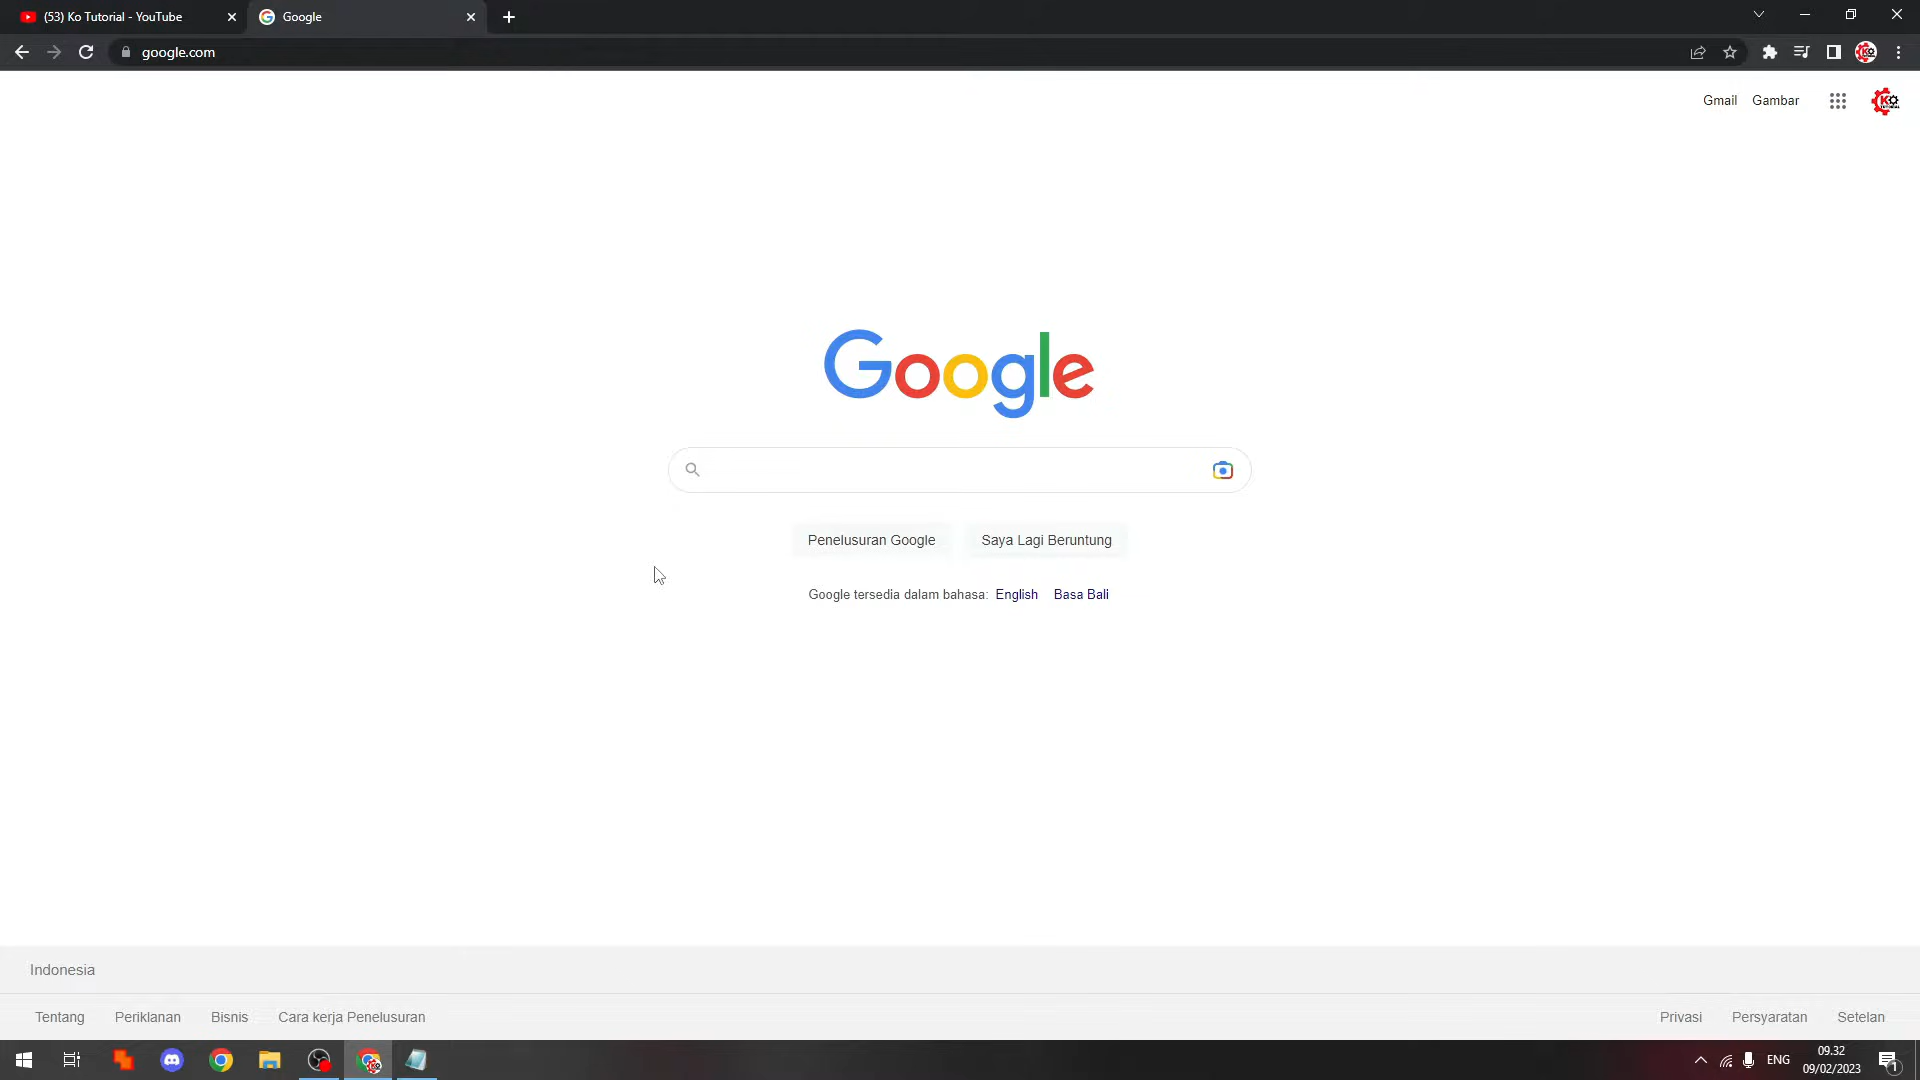 (53) Ko Tutorial - YouTube
Google
google.com
Gmail
Gambar
Google
Penelusuran Google
Saya Lagi Beruntung
Google tersedia dalam bahasa: English Basa Bali
Indonesia
Tentang
Periklanan
Bisnis
Cara kerja Penelusuran
Privasi
Persyaratan
Setelan
ENG
09.32
09/02/2023
1